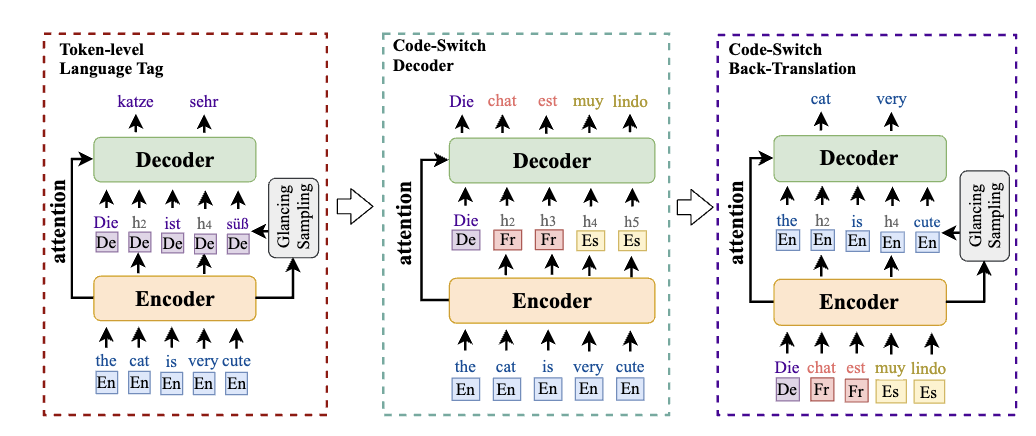 Token-level
Language Tag
katze sehr
Decoder
attention
Glancing
Sampling
Die h2 ist h4 süß
De De De De De
Encoder
the cat is very cute
En En En En En
Code-Switch
Decoder
Die chat est muy lindo
Decoder
attention
Die h2 h3 h4 h5
De Fr Fr Es Es
Encoder
the cat is very cute
En En En En En
Code-Switch
Back-Translation
cat very
Decoder
attention
Glancing
Sampling
the h2 is h4 cute
En En En En En
Encoder
Die chat est muy lindo
De Fr Fr Es Es